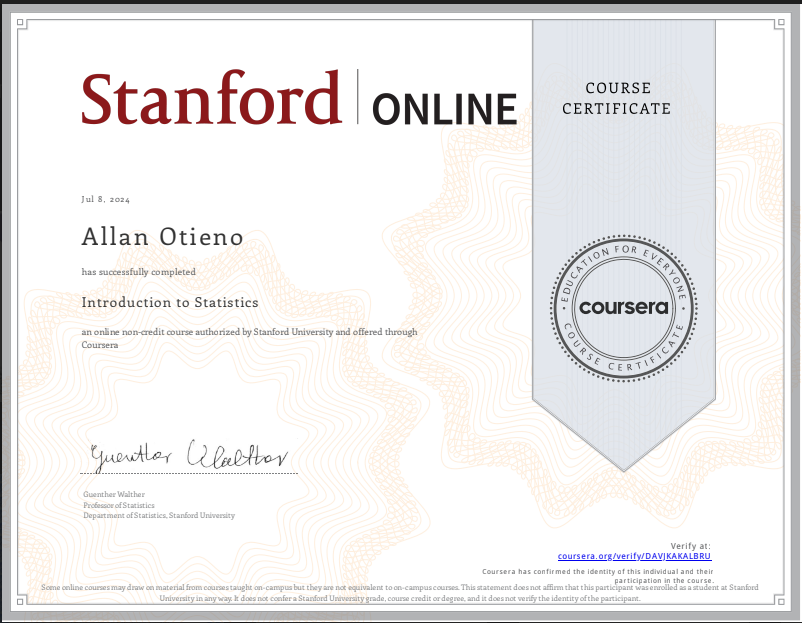 Stanford ONLINE
COURSE
CERTIFICATE
Jul 8, 2024
Allan Otieno
has successfully completed
Introduction to Statistics
an online non-credit course authorized by Stanford University and offered through
Coursera
EDUCATION FOR EVERYONE
coursera
COURSE CERTIFICATE
Guenther Walther
Guenther Walther
Professor of Statistics
Department of Statistics, Stanford University
Verify at:
coursera.org/verify/DAVJKAKALBRU
Coursera has confirmed the identity of this individual and their
participation in the course.
Some online courses may draw on material from courses taught on-campus but they are not equivalent to on-campus courses. This statement does not affirm that this participant was enrolled as a student at Stanford
University in any way. It does not confer a Stanford University grade, course credit or degree, and it does not verify the identity of the participant.